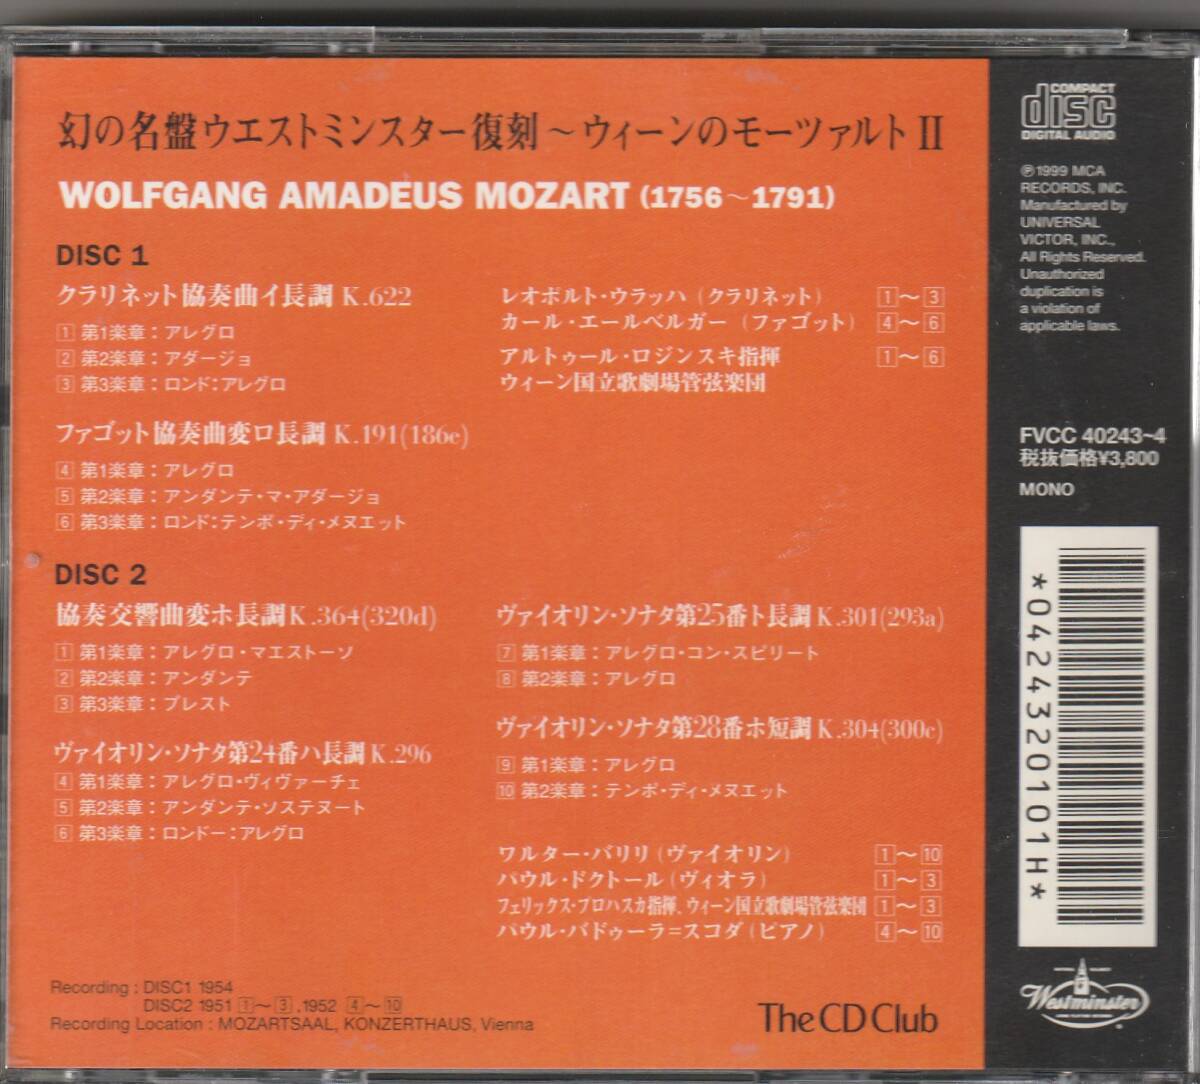 幻の名盤ウエストミンスター復刻～ウィーンのモーツァルト II
WOLFGANG AMADEUS MOZART (1756～1791)
DISC 1
クラリネット協奏曲イ長調 K.622
1 第1楽章：アレグロ
2 第2楽章：アダージョ
3 第3楽章：ロンド：アレグロ
ファゴット協奏曲変ロ長調 K.191(186e)
4 第1楽章：アレグロ
5 第2楽章：アンダンテ・マ・アダージョ
6 第3楽章：ロンド：テンポ・ディ・メヌエット
レオポルト・ウラッハ（クラリネット） 1～3
カール・エールベルガー（ファゴット） 4～6
アルトゥール・ロジンスキ指揮 1～6
ウィーン国立歌劇場管弦楽団
DISC 2
協奏交響曲変ホ長調 K.364(320d)
1 第1楽章：アレグロ・マエストーソ
2 第2楽章：アンダンテ
3 第3楽章：プレスト
ヴァイオリン・ソナタ第24番ハ長調 K.296
4 第1楽章：アレグロ・ヴィヴァーチェ
5 第2楽章：アンダンテ・ソステヌート
6 第3楽章：ロンドー：アレグロ
ヴァイオリン・ソナタ第25番ト長調 K.301(293a)
7 第1楽章：アレグロ・コン・スピリート
8 第2楽章：アレグロ
ヴァイオリン・ソナタ第28番ホ短調 K.304(300c)
9 第1楽章：アレグロ
10 第2楽章：テンポ・ディ・メヌエット
ワルター・バリリ（ヴァイオリン） 1～10
パウル・ドクトール（ヴィオラ） 1～3
フェリックス・プロハスカ指揮、ウィーン国立歌劇場管弦楽団 1～3
パウル・バドゥーラ＝スコダ（ピアノ） 4～10
Recording : DISC1 1954
DISC2 1951 1～3 ,1952 4～10
Recording Location : MOZARTSAAL, KONZERTHAUS, Vienna
The CD Club
COMPACT
disc
DIGITAL AUDIO
℗1999 MCA
RECORDS, INC.
Manufactured by
UNIVERSAL
VICTOR, INC.,
All Rights Reserved.
Unauthorized
duplication is
a violation of
applicable laws.
FVCC 40243~4
税抜価格¥3,800
MONO
*0424320101H*
Westminster